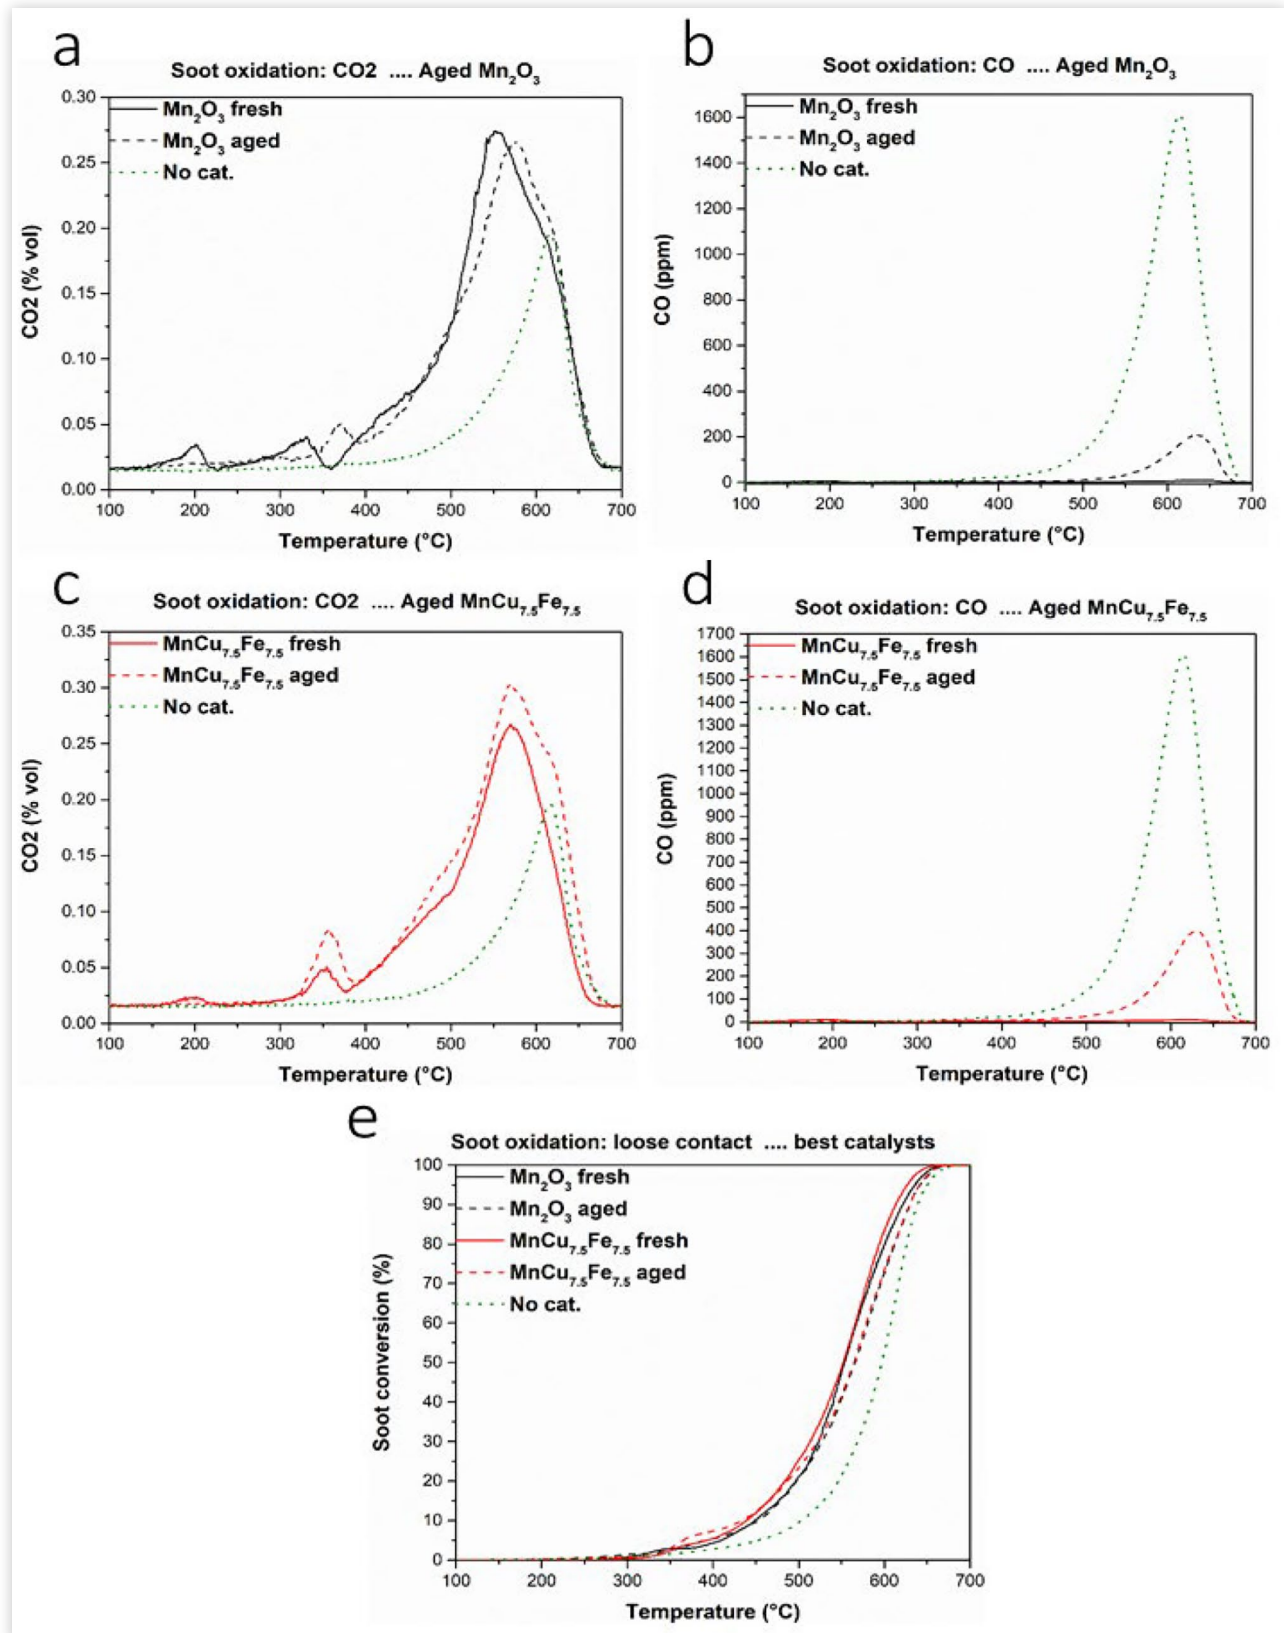 a
Soot oxidation: CO2 .... Aged Mn2O3
0.30
0.25
0.20
0.15
0.10
0.05
0.00
CO2 (% vol)
Mn2O3 fresh
Mn2O3 aged
No cat.
100 200 300 400 500 600 700
Temperature (°C)
b
Soot oxidation: CO .... Aged Mn2O3
1600
1400
1200
1000
800
600
400
200
0
CO (ppm)
Mn2O3 fresh
Mn2O3 aged
No cat.
100 200 300 400 500 600 700
Temperature (°C)
c
Soot oxidation: CO2 .... Aged MnCu7.5Fe7.5
0.35
0.30
0.25
0.20
0.15
0.10
0.05
0.00
CO2 (% vol)
MnCu7.5Fe7.5 fresh
MnCu7.5Fe7.5 aged
No cat.
100 200 300 400 500 600 700
Temperature (°C)
d
Soot oxidation: CO .... Aged MnCu7.5Fe7.5
1700
1600
1500
1400
1300
1200
1100
1000
900
800
700
600
500
400
300
200
100
0
CO (ppm)
MnCu7.5Fe7.5 fresh
MnCu7.5Fe7.5 aged
No cat.
100 200 300 400 500 600 700
Temperature (°C)
e
Soot oxidation: loose contact .... best catalysts
100
90
80
70
60
50
40
30
20
10
0
Soot conversion (%)
Mn2O3 fresh
Mn2O3 aged
MnCu7.5Fe7.5 fresh
MnCu7.5Fe7.5 aged
No cat.
100 200 300 400 500 600 700
Temperature (°C)